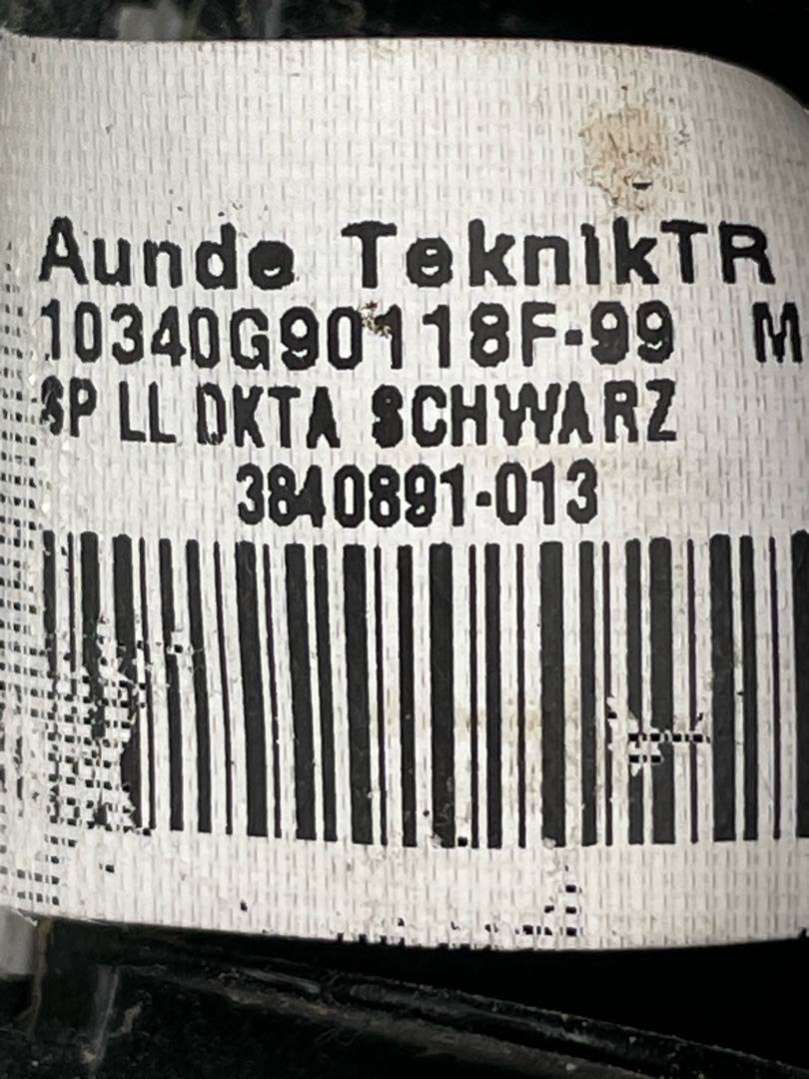 Aunde TeknikTR
10340G90118F-99 M
SP LL DKTA SCHWARZ
3840891-013